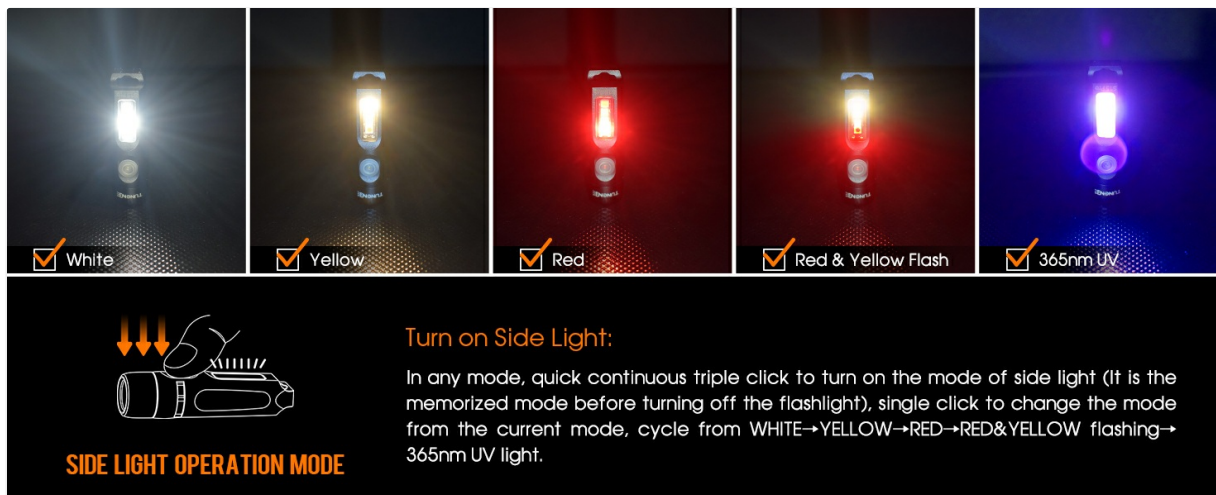 White
Yellow
Red
Red & Yellow Flash
365nm UV
Turn on Side Light:
In any mode, quick continuous triple click to turn on the mode of side light (It is the
memorized mode before turning off the flashlight), single click to change the mode
from the current mode, cycle from WHITE→YELLOW→RED→RED&YELLOW flashing→
365nm UV light.
SIDE LIGHT OPERATION MODE